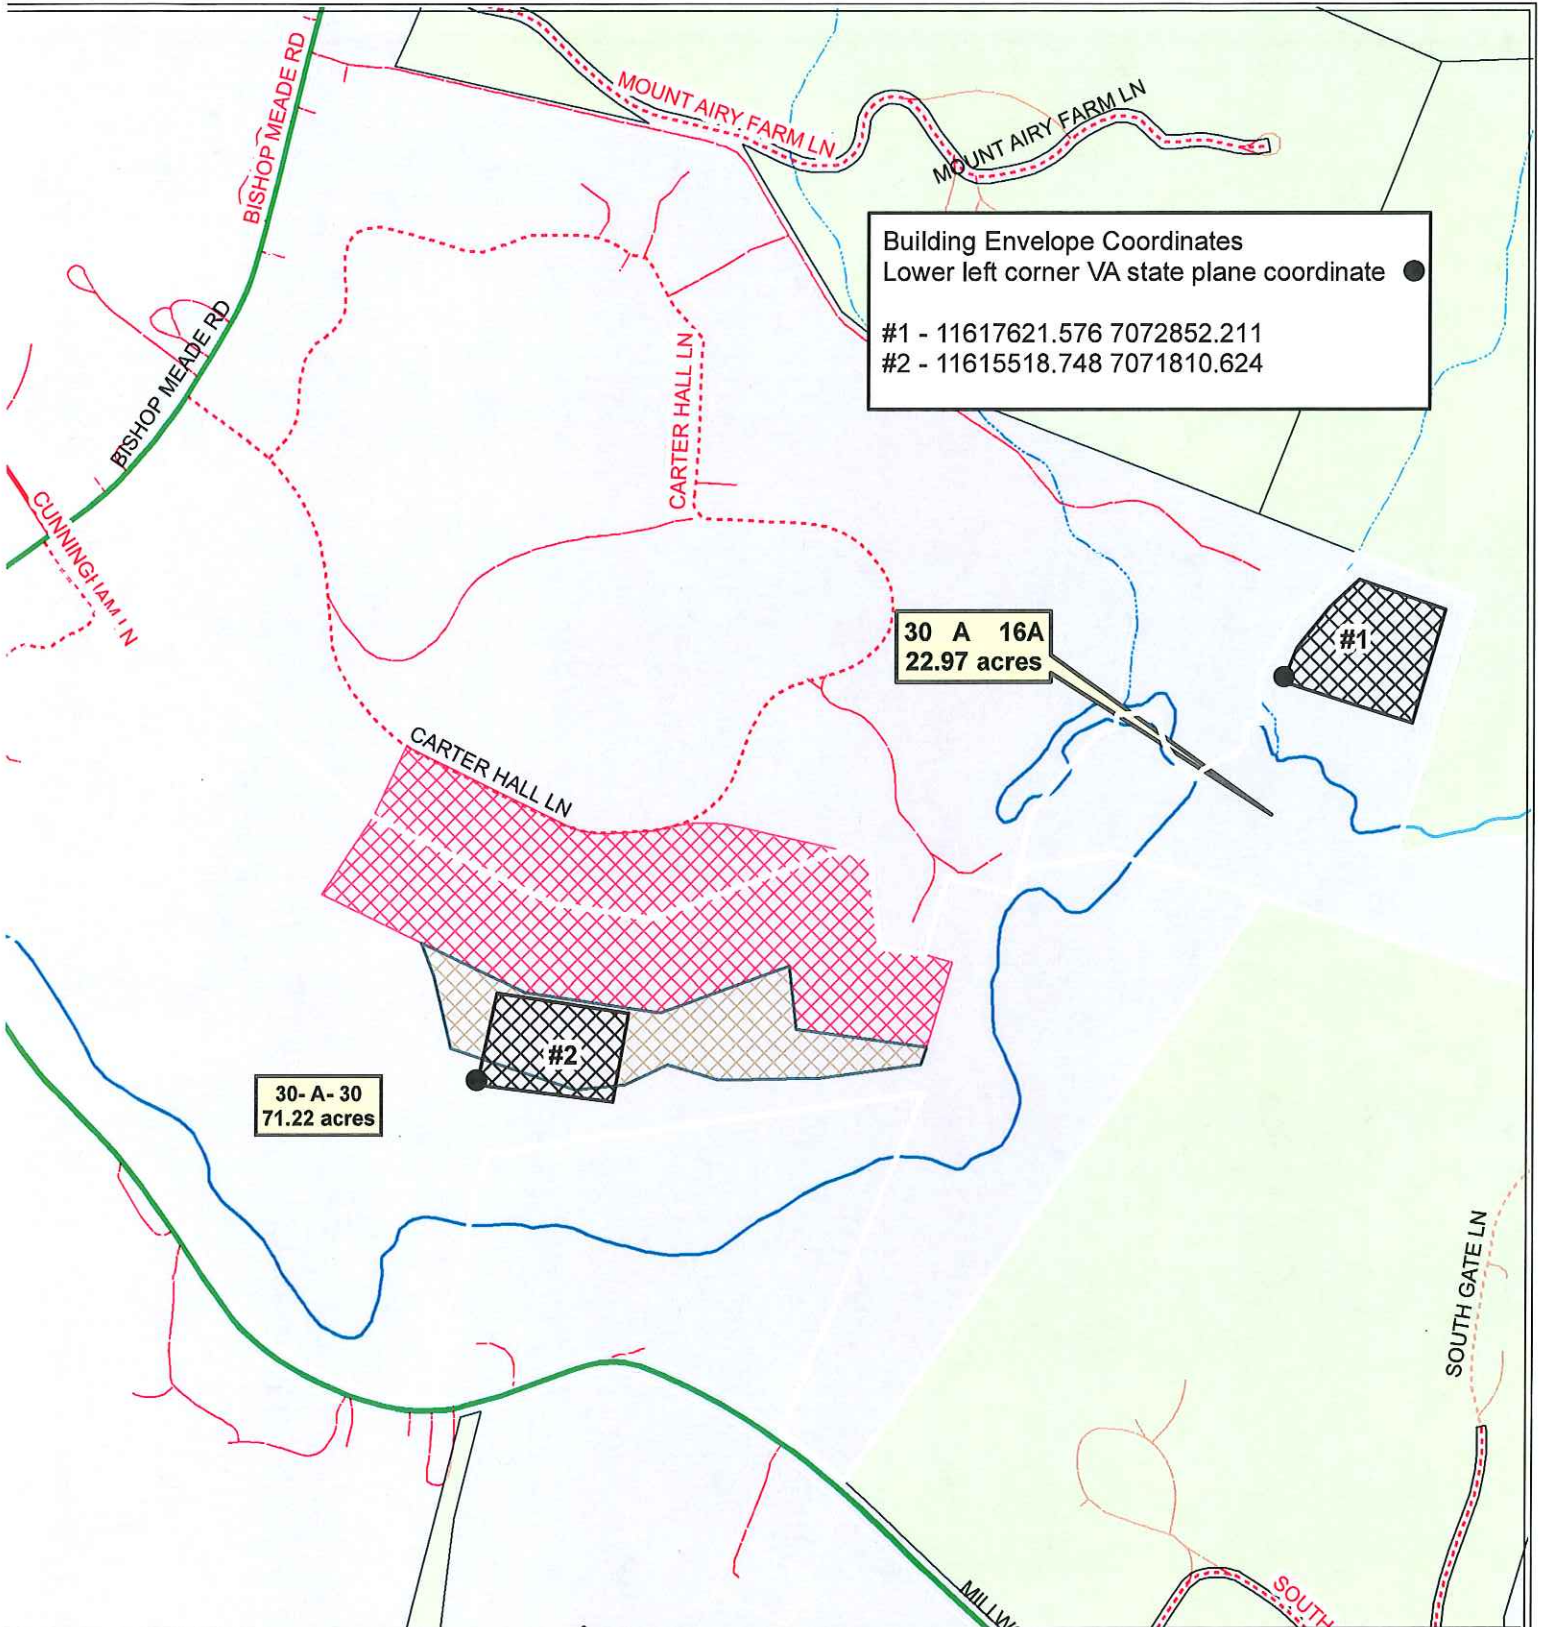 BISHOP MEADE RD
MOUNT AIRY FARM LN
MOUNT AIRY FARM LN
Building Envelope Coordinates
Lower left corner VA state plane coordinate
#1 - 11617621.576 7072852.211
#2 - 11615518.748 7071810.624
BISHOP MEADE RD
CARTER HALL LN
CUNNINGHAM LN
30 A 16A
22.97 acres
#1
CARTER HALL LN
#2
30- A- 30
71.22 acres
SOUTH GATE LN
SOUTH